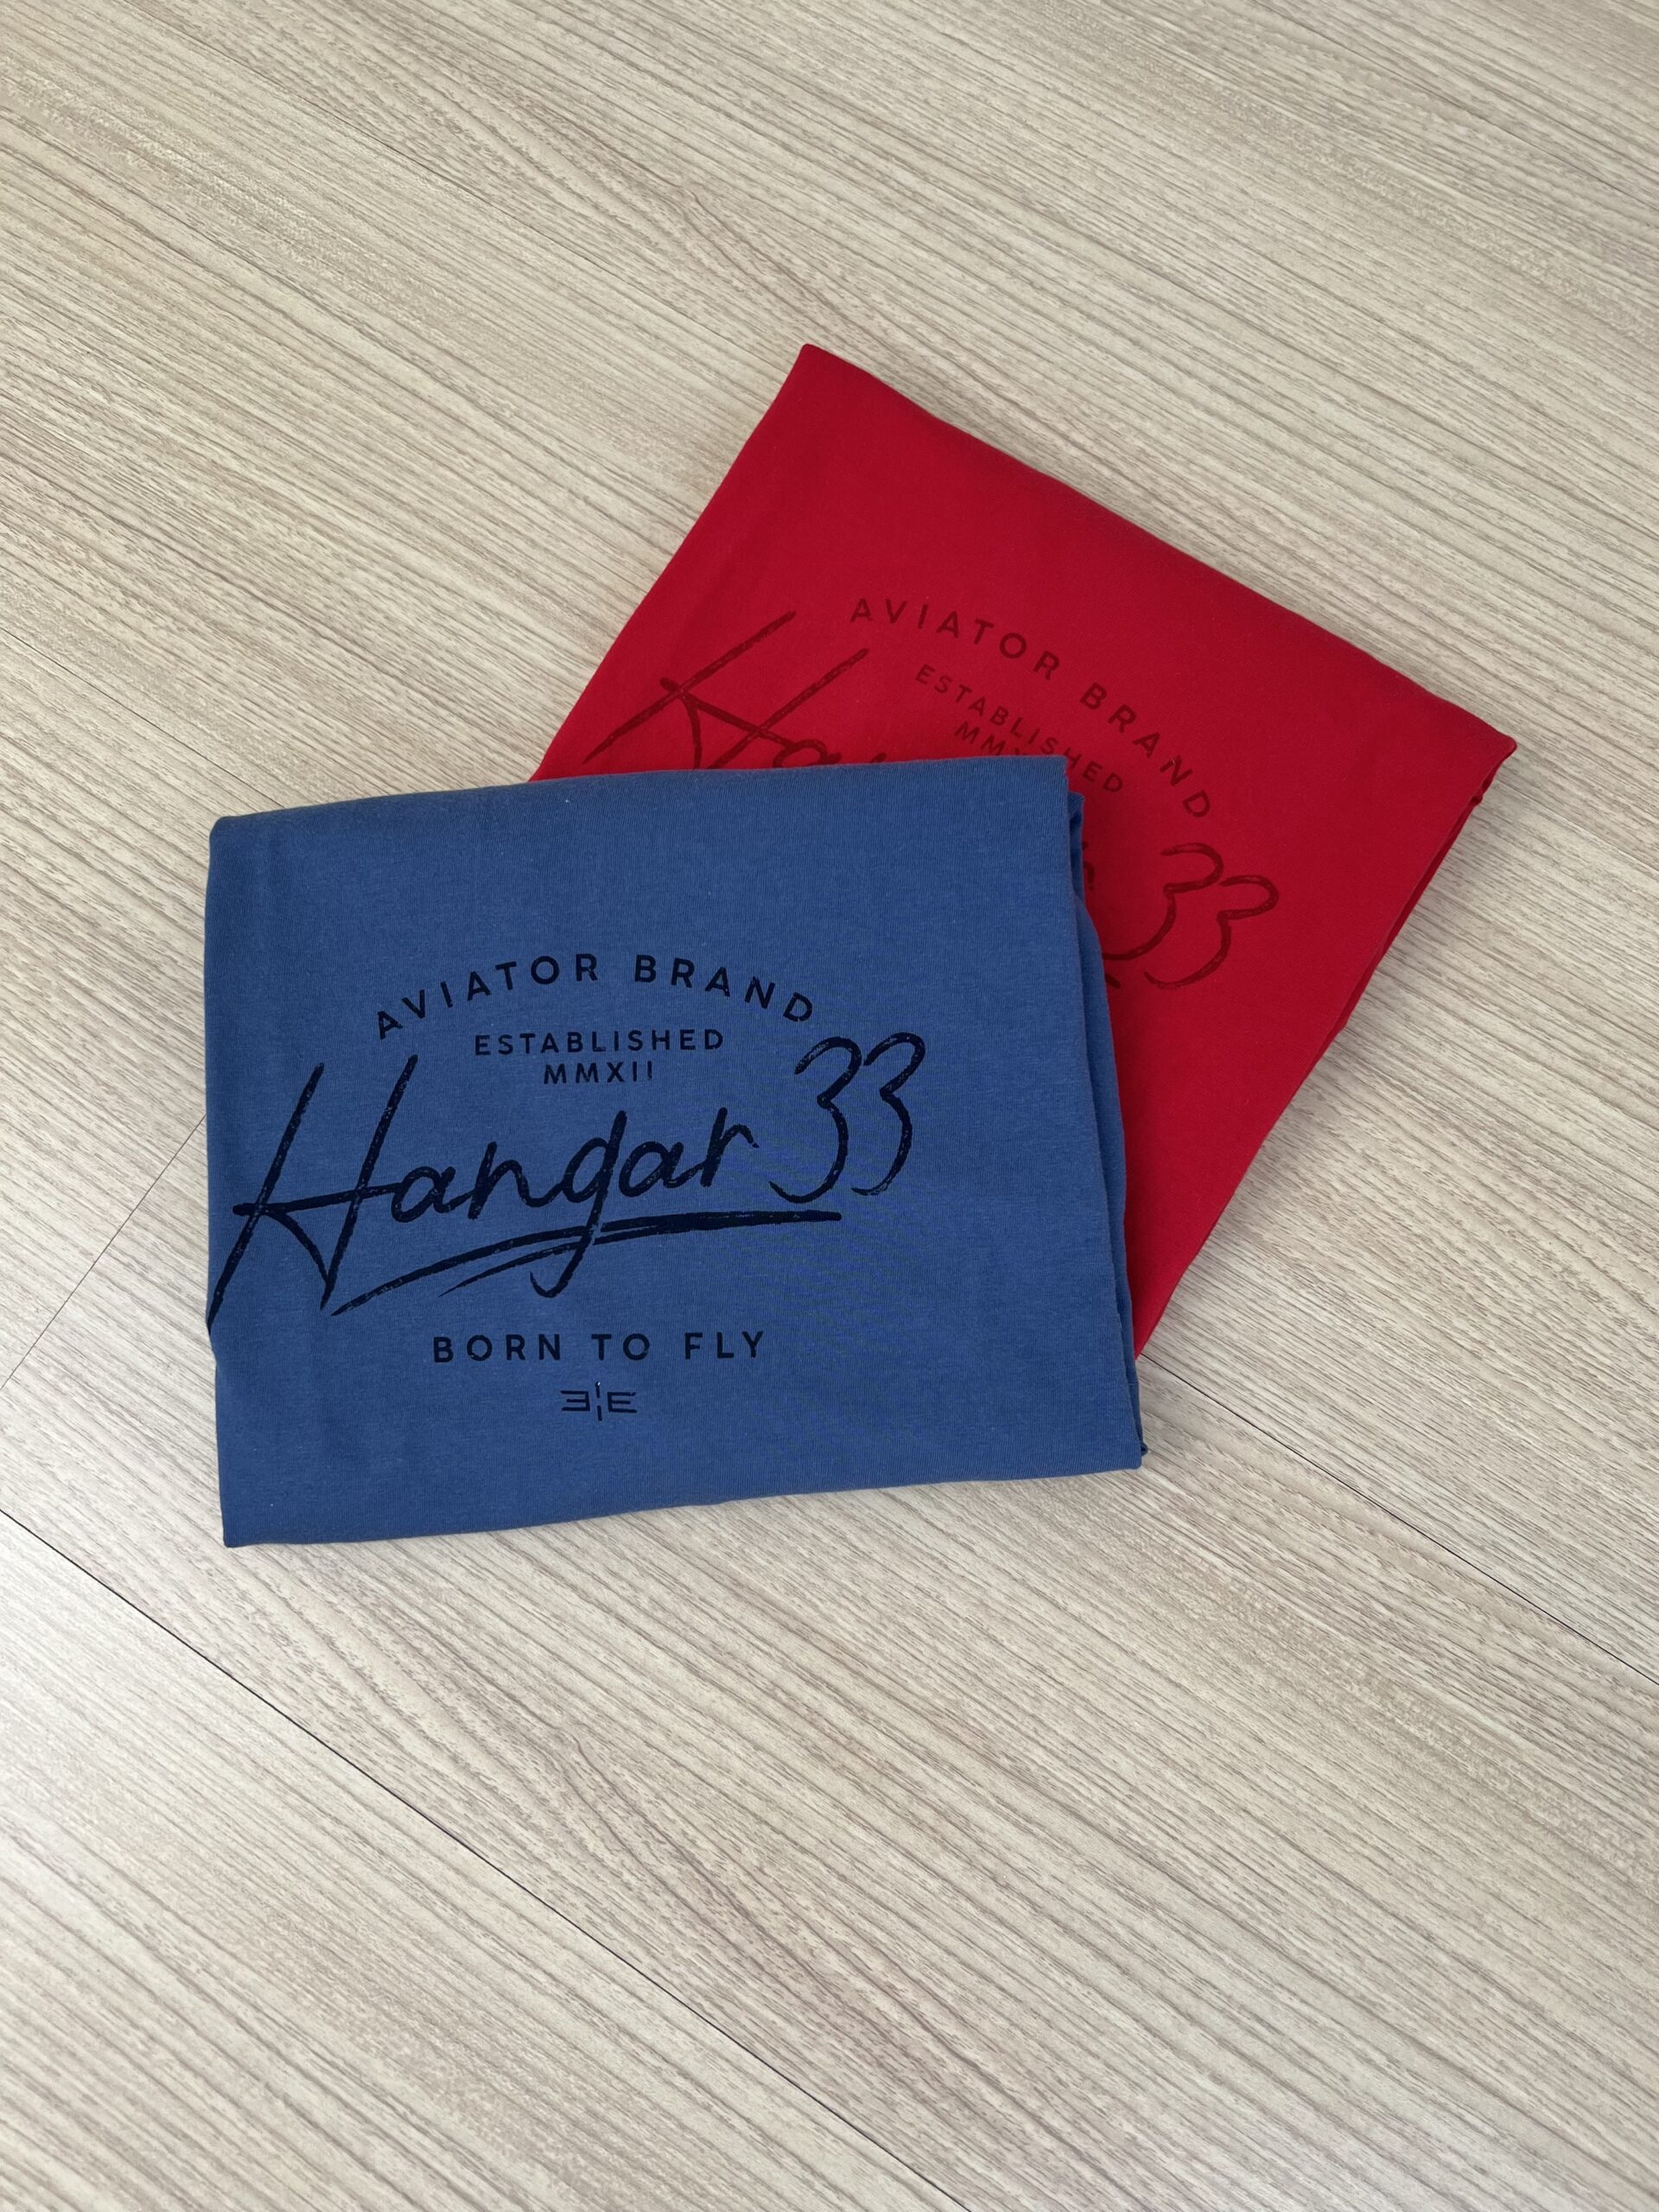 AVIATOR BRAND
ESTABLISHED
AVIATOR BRAND
ESTABLISHED
MMXII
Hangar 33
BORN TO FLY